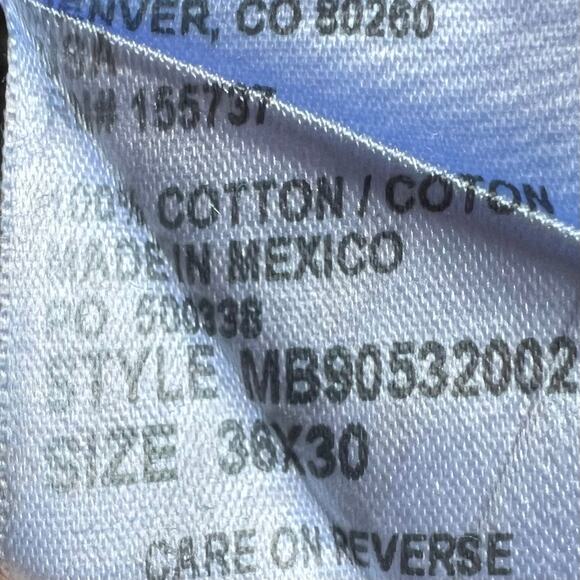 DENVER, CO 80260
USA
RN# 155737
100% COTTON / COTON
MADE IN MEXICO
PO 500338
STYLE MB90532002
SIZE 36X30
CARE ON REVERSE